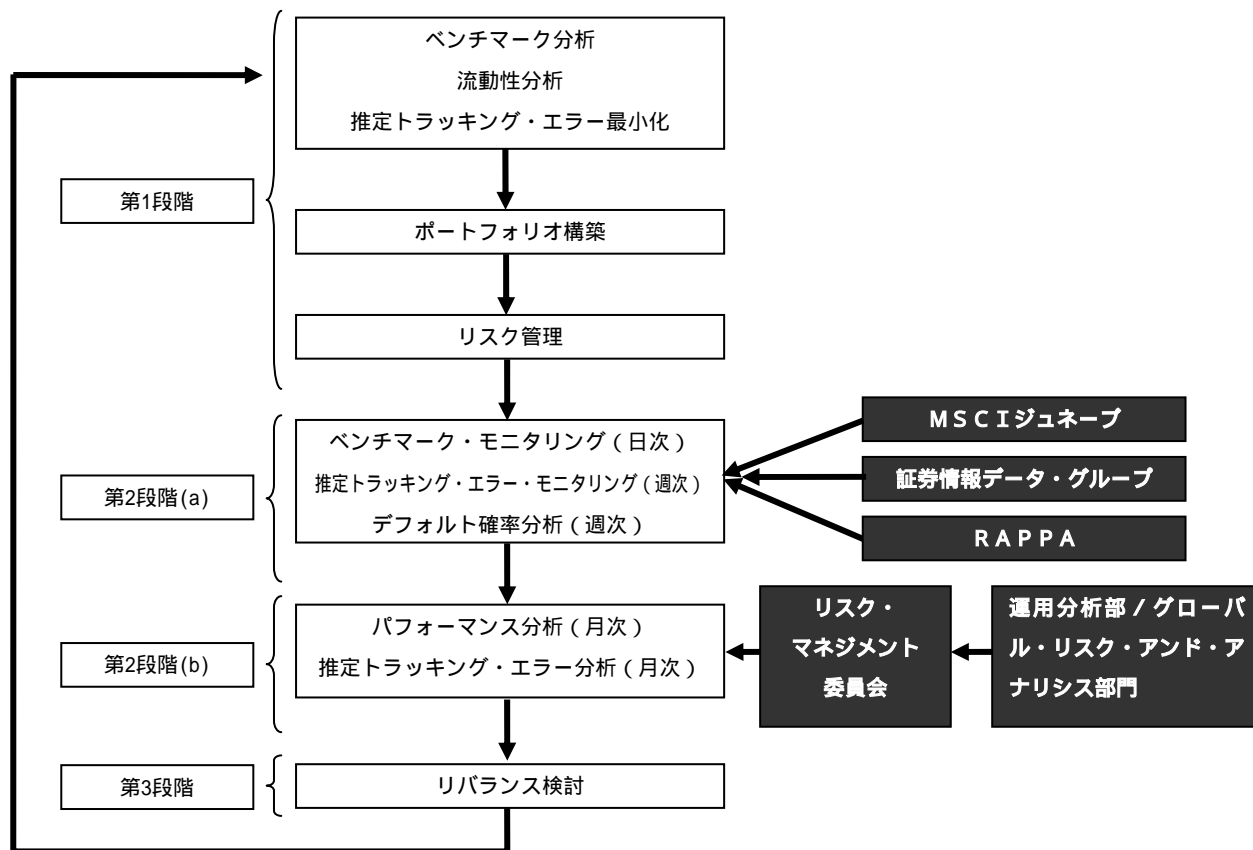 ベンチマーク分析
流動性分析
推定トラッキング・エラー最小化
第1段階
ポートフォリオ構築
リスク管理
ベンチマーク・モニタリング(日次)
推定トラッキング・エラー・モニタリング(週次)
デフォルト確率分析(週次)
第2段階(a)
MSCIジュネーブ
証券情報データ・グループ
RAPPA
パフォーマンス分析(月次)
推定トラッキング・エラー分析(月次)
第2段階(b)
リスク・
マネジメント
委員会
運用分析部/グローバ
ル・リスク・アンド・ア
ナリシス部門
第3段階
リバランス検討